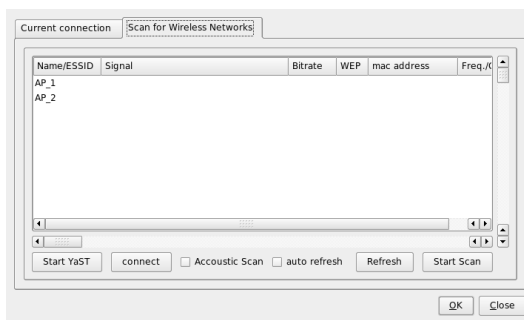 Current connection Scan for Wireless Networks
Name/ESSID Signal Bitrate WEP mac address Freq./
AP_1
AP_2
Start YaST connect Accoustic Scan auto refresh Refresh Start Scan
OK Close